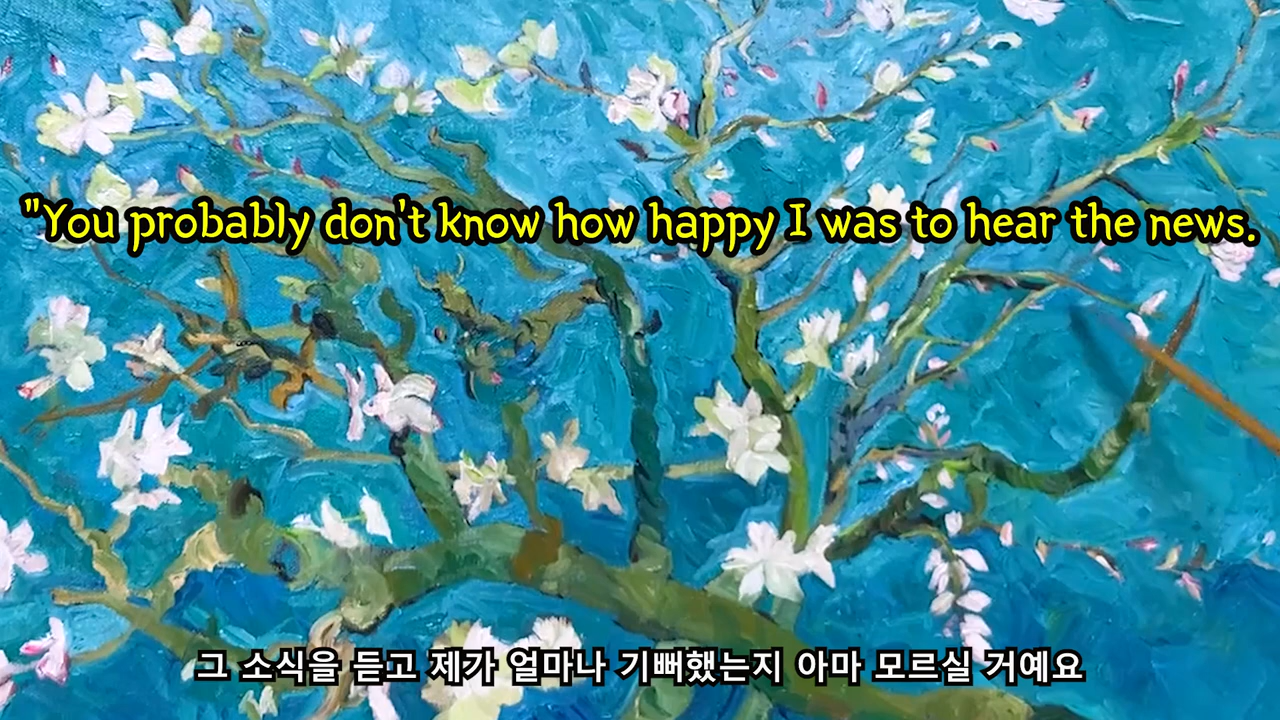 "You probably don't know how happy I was to hear the news.
그 소식을 듣고 제가 얼마나 기뻐했는지 아마 모르실 거예요